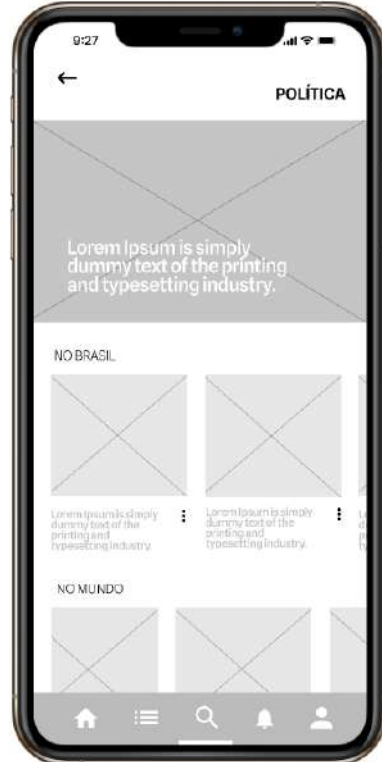 9:27
POLÍTICA
Lorem Ipsum is simply
dummy text of the printing
and typesetting industry.
NO BRASIL
Lorem Ipsum is simply
dummy text of the
printing and
typesetting industry.
Lorem Ipsum is simply
dummy text of the
printing and
typesetting industry.
NO MUNDO